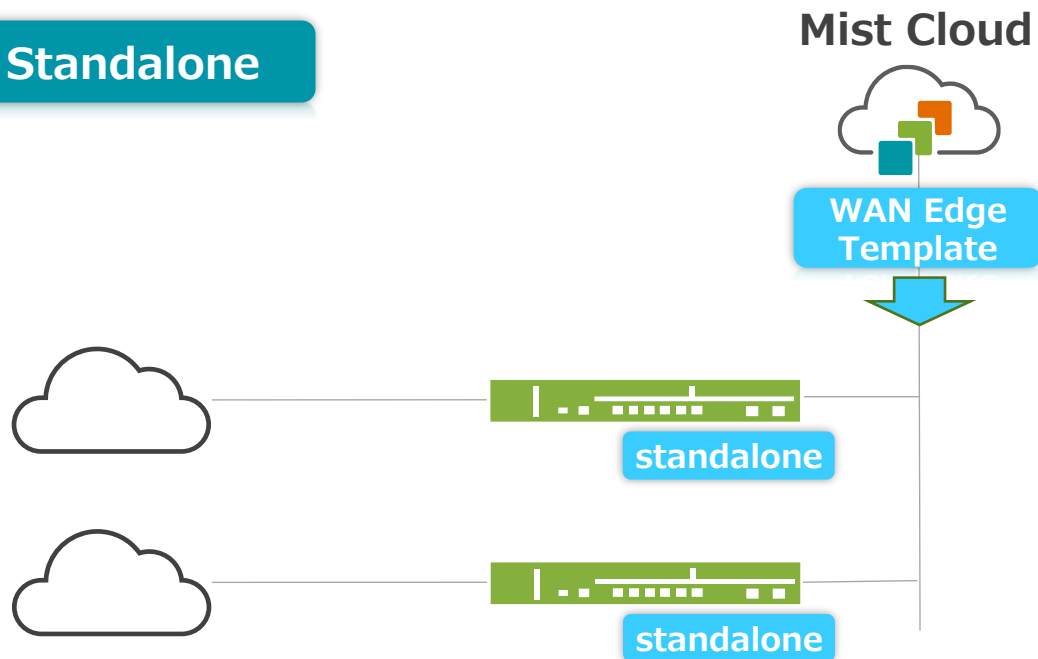 Standalone
Mist Cloud
WAN Edge
Template
standalone
standalone